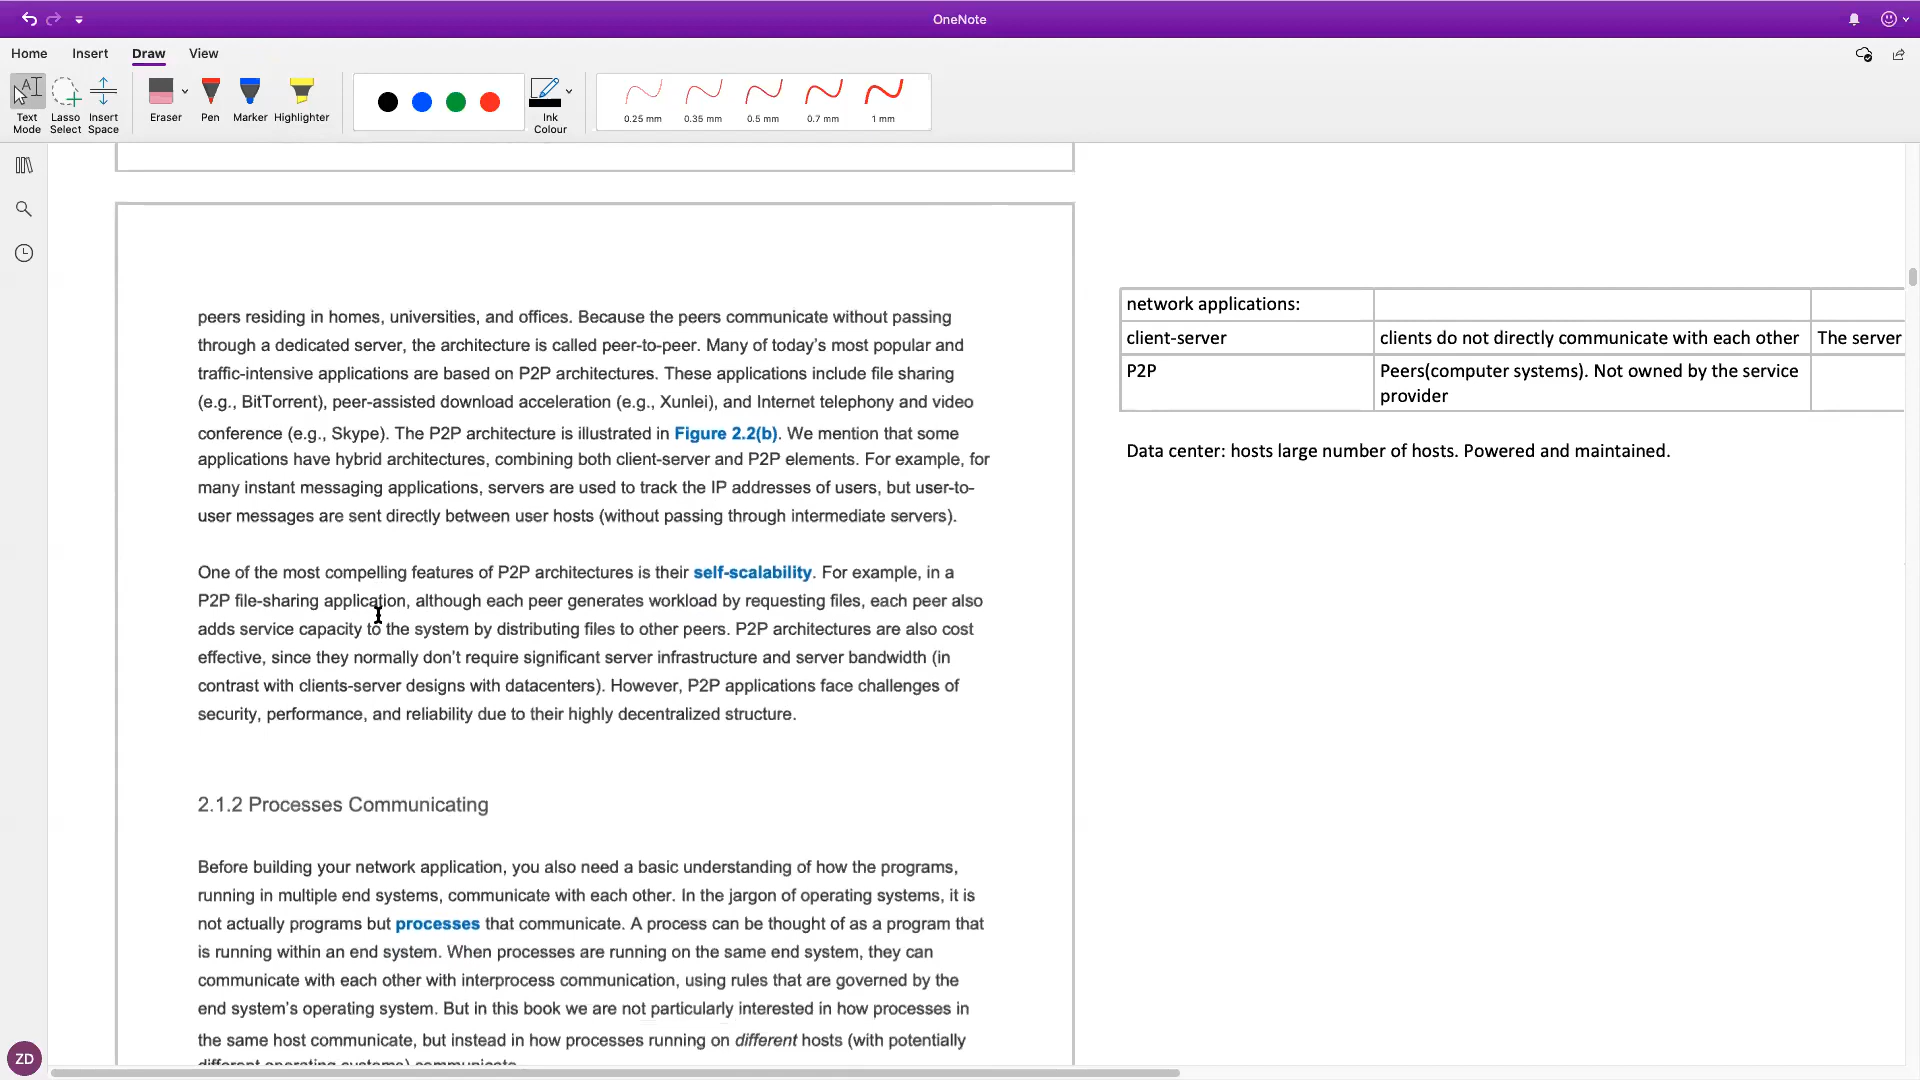 OneNote
Home Insert Draw View
Text Mode
Lasso Select
Insert Space
Eraser
Pen
Marker
Highlighter
Ink Colour
0.25 mm
0.35 mm
0.5 mm
0.7 mm
1 mm
peers residing in homes, universities, and offices. Because the peers communicate without passing
through a dedicated server, the architecture is called peer-to-peer. Many of today's most popular and
traffic-intensive applications are based on P2P architectures. These applications include file sharing
(e.g., BitTorrent), peer-assisted download acceleration (e.g., Xunlei), and Internet telephony and video
conference (e.g., Skype). The P2P architecture is illustrated in Figure 2.2(b). We mention that some
applications have hybrid architectures, combining both client-server and P2P elements. For example, for
many instant messaging applications, servers are used to track the IP addresses of users, but user-to-
user messages are sent directly between user hosts (without passing through intermediate servers).
One of the most compelling features of P2P architectures is their self-scalability. For example, in a
P2P file-sharing application, although each peer generates workload by requesting files, each peer also
adds service capacity to the system by distributing files to other peers. P2P architectures are also cost
effective, since they normally don't require significant server infrastructure and server bandwidth (in
contrast with clients-server designs with datacenters). However, P2P applications face challenges of
security, performance, and reliability due to their highly decentralized structure.
2.1.2 Processes Communicating
Before building your network application, you also need a basic understanding of how the programs,
running in multiple end systems, communicate with each other. In the jargon of operating systems, it is
not actually programs but processes that communicate. A process can be thought of as a program that
is running within an end system. When processes are running on the same end system, they can
communicate with each other with interprocess communication, using rules that are governed by the
end system's operating system. But in this book we are not particularly interested in how processes in
the same host communicate, but instead in how processes running on different hosts (with potentially
different operating systems) communicate.
network applications:
client-server clients do not directly communicate with each other The server
P2P Peers(computer systems). Not owned by the service
provider
Data center: hosts large number of hosts. Powered and maintained.
ZD